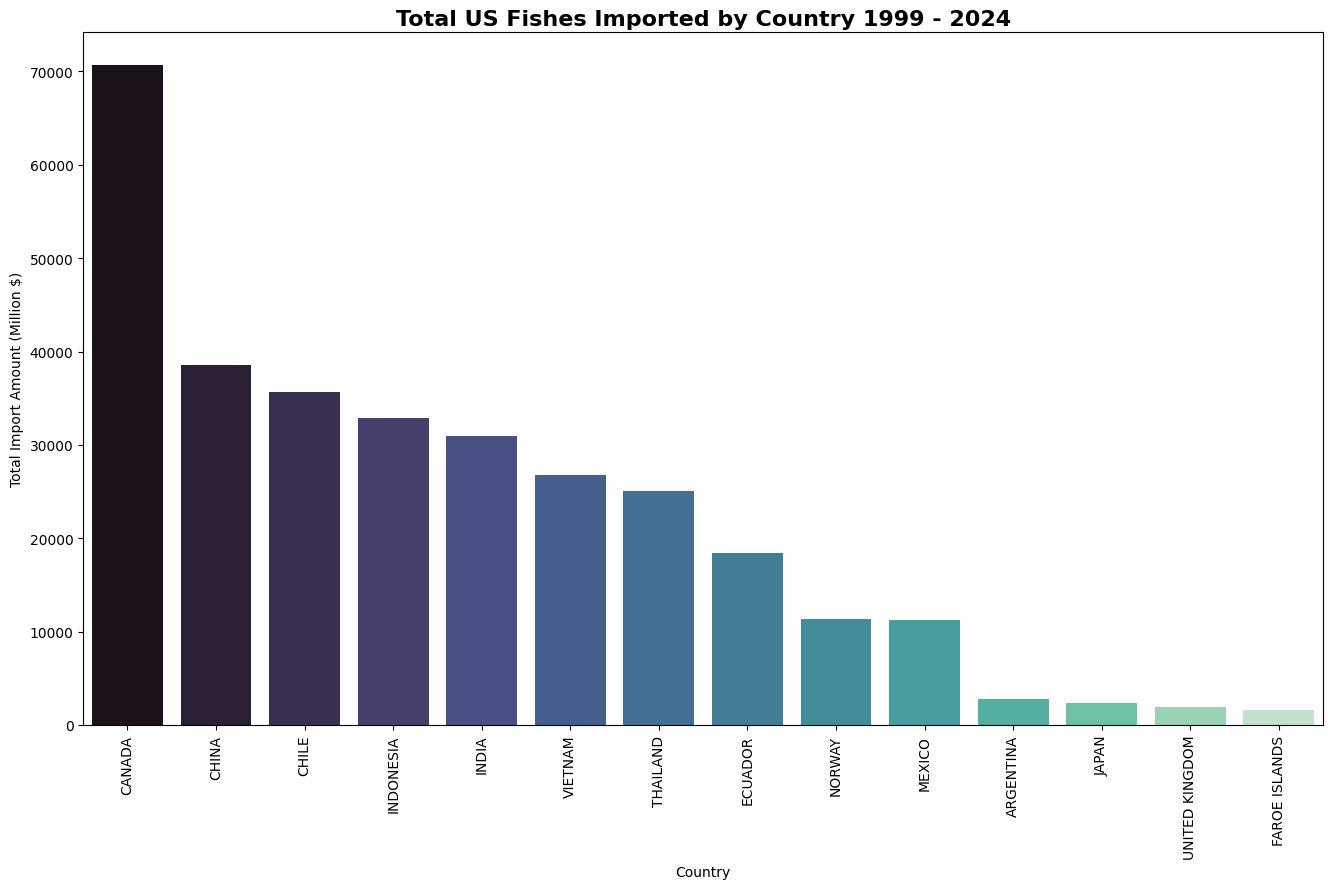 Total US Fishes Imported by Country 1999 - 2024
Total Import Amount (Million $)
70000
60000
50000
40000
30000
20000
10000
0
CANADA
CHINA
CHILE
INDONESIA
INDIA
VIETNAM
THAILAND
ECUADOR
NORWAY
MEXICO
ARGENTINA
JAPAN
UNITED KINGDOM
FAROE ISLANDS
Country